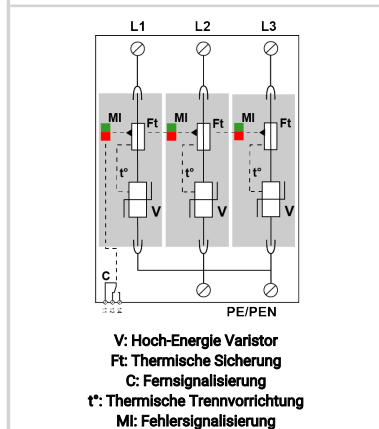 L1 L2 L3
MI Ft MI Ft MI Ft
t° t° t°
V V V
C
PE/PEN
V: Hoch-Energie Varistor
Ft: Thermische Sicherung
C: Fernsignalisierung
t°: Thermische Trennvorrichtung
MI: Fehlersignalisierung